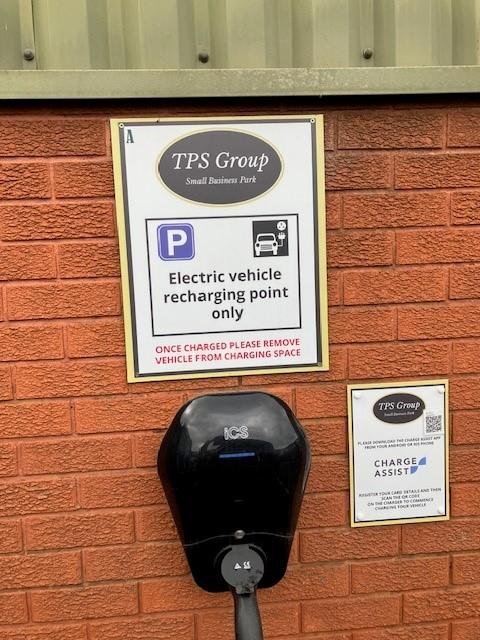 A
TPS Group
Small Business Park
P
Electric vehicle
recharging point
only
ONCE CHARGED PLEASE REMOVE
VEHICLE FROM CHARGING SPACE
iCS
TPS Group
Small Business Park
PLEASE DOWNLOAD THE CHARGE ASSIST APP
FROM YOUR ANDROID OR IOS PHONE
CHARGE
ASSIST
REGISTER YOUR CARD DETAILS AND THEN
SCAN THE QR CODE
ON THE CHARGER TO COMMENCE
CHARGING YOUR VEHICLE